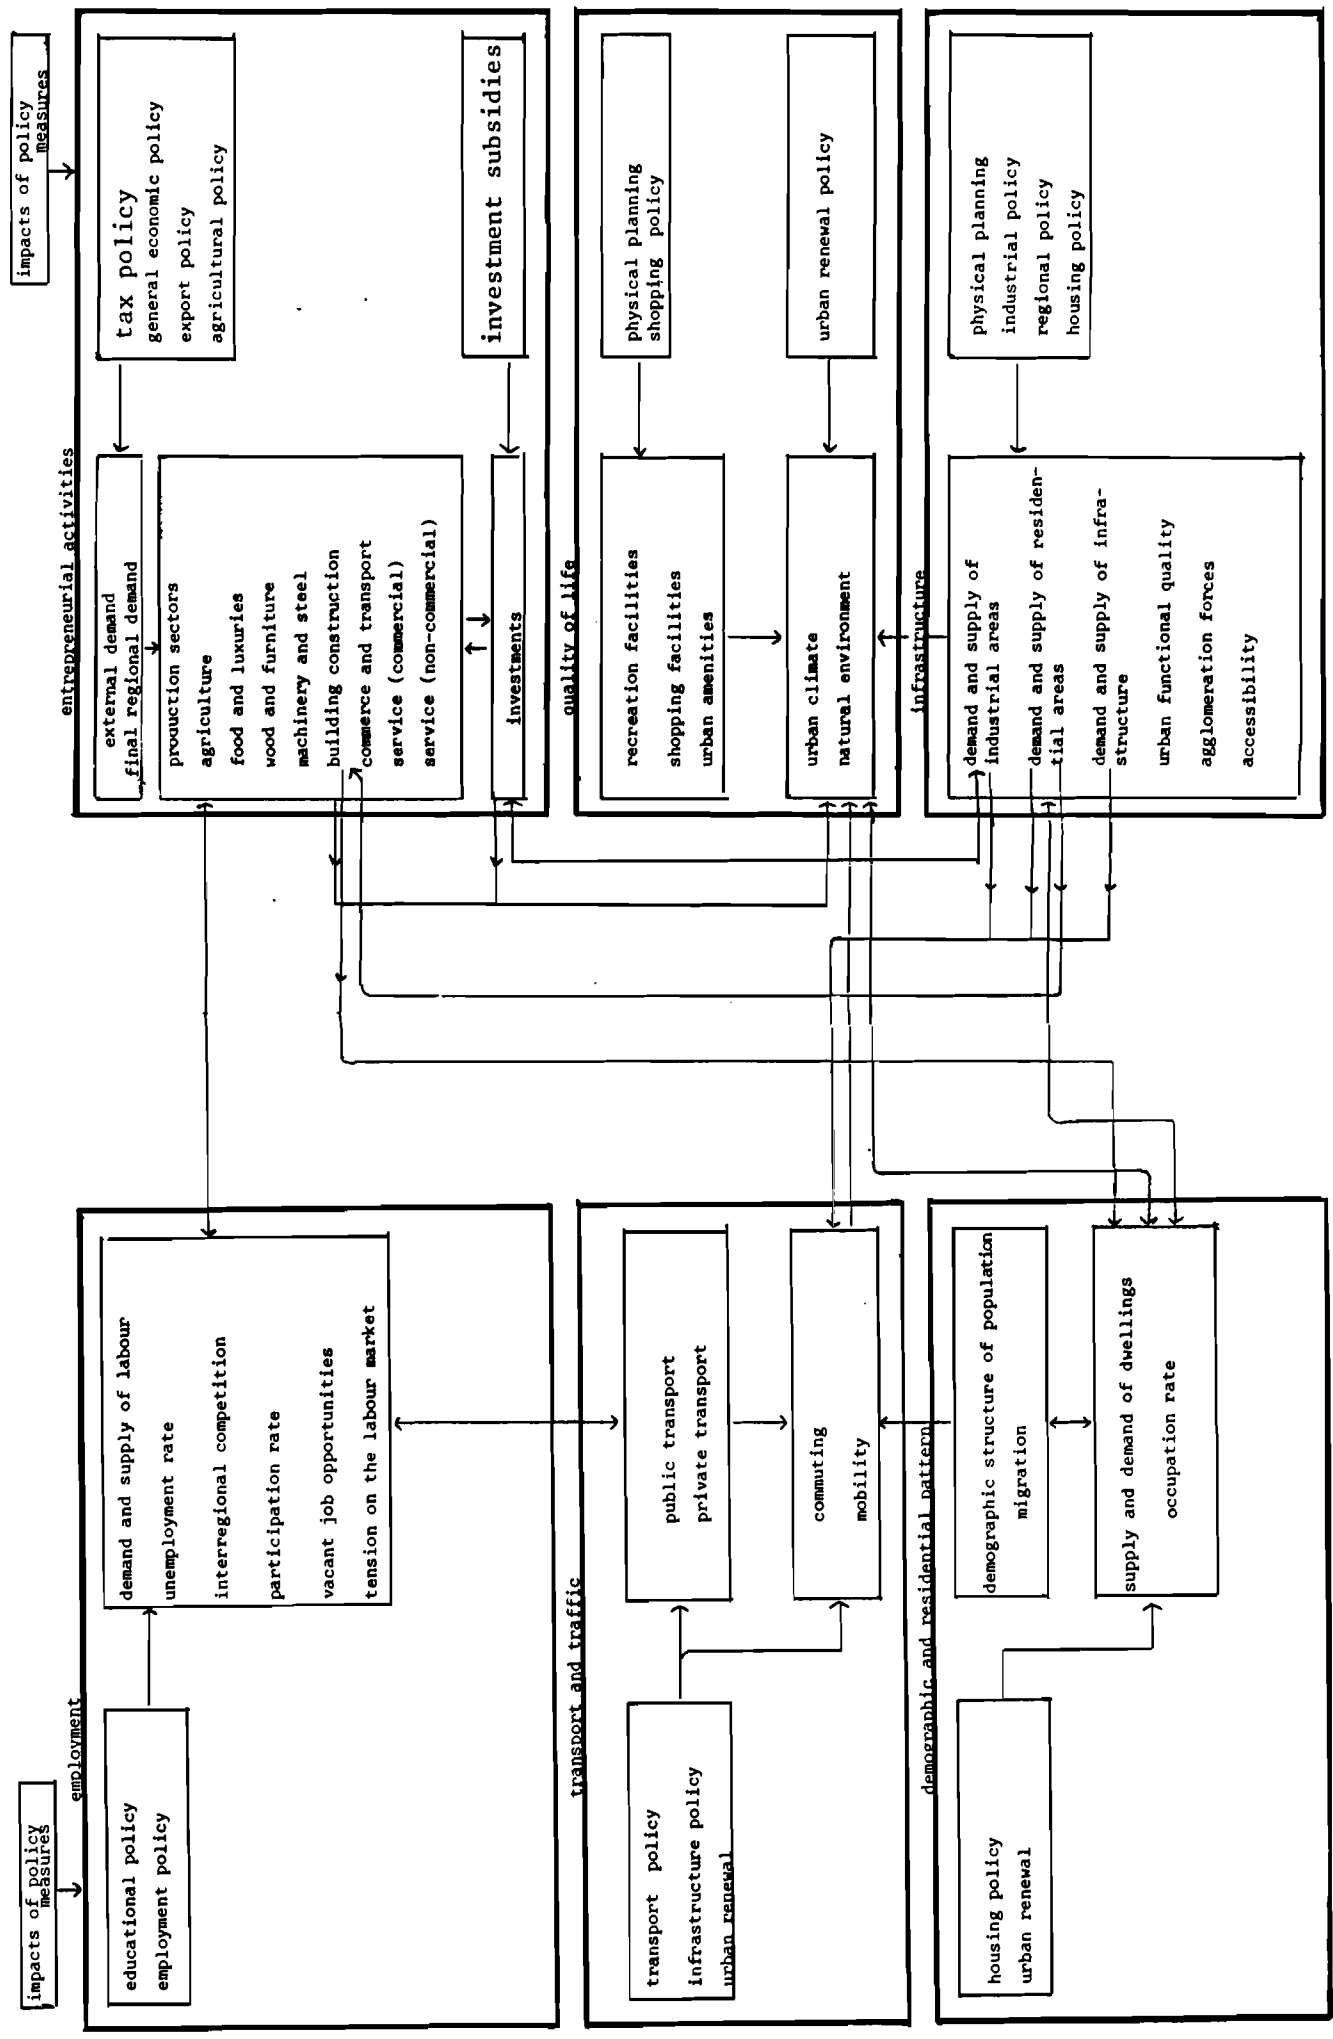 impacts of policy
measures
employment
educational policy
employment policy
demand and supply of labour
unemployment rate
interregional competition
participation rate
vacant job opportunities
tension on the labour market
transport and traffic
transport policy
infrastructure policy
urban renewal
public transport
private transport
commuting
mobility
demographic and residential pattern
housing policy
urban renewal
demographic structure of population
migration
supply and demand of dwellings
occupation rate
impacts of policy
measures
entrepreneurial activities
external demand
final regional demand
production sectors
agriculture
food and luxuries
wood and furniture
machinery and steel
building construction
commerce and transport
service (commercial)
service (non-commercial)
investments
tax policy
general economic policy
export policy
agricultural policy
investment subsidies
quality of life
recreation facilities
shopping facilities
urban amenities
urban climate
natural environment
physical planning
shopping policy
urban renewal policy
infrastructure
demand and supply of
industrial areas
demand and supply of residen-
tial areas
demand and supply of infra-
structure
urban functional quality
agglomeration forces
accessibility
physical planning
industrial policy
regional policy
housing policy